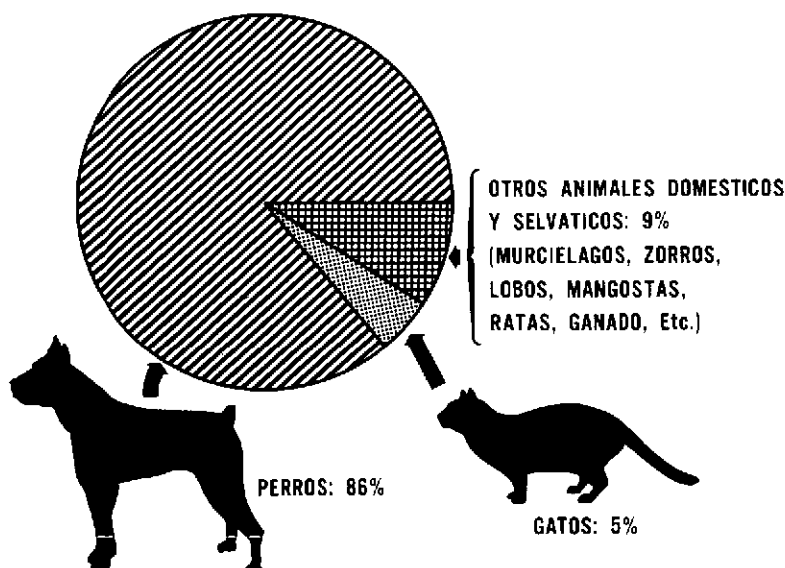 OTROS ANIMALES DOMESTICOS
Y SELVATICOS: 9%
(MURCIELAGOS, ZORROS,
LOBOS, MANGOSTAS,
RATAS, GANADO, Etc.)
PERROS: 86%
GATOS: 5%